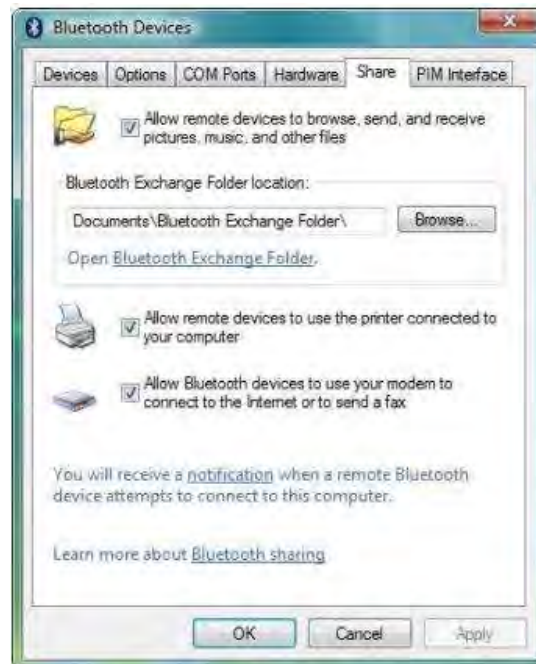 Bluetooth Devices
Devices Options COM Ports Hardware Share PIM Interface
Allow remote devices to browse, send, and receive
pictures, music, and other files
Bluetooth Exchange Folder location:
Documents\Bluetooth Exchange Folder\ Browse...
Open Bluetooth Exchange Folder.
Allow remote devices to use the printer connected to
your computer
Allow Bluetooth devices to use your modem to
connect to the Internet or to send a fax
You will receive a notification when a remote Bluetooth
device attempts to connect to this computer.
Learn more about Bluetooth sharing
OK Cancel Apply